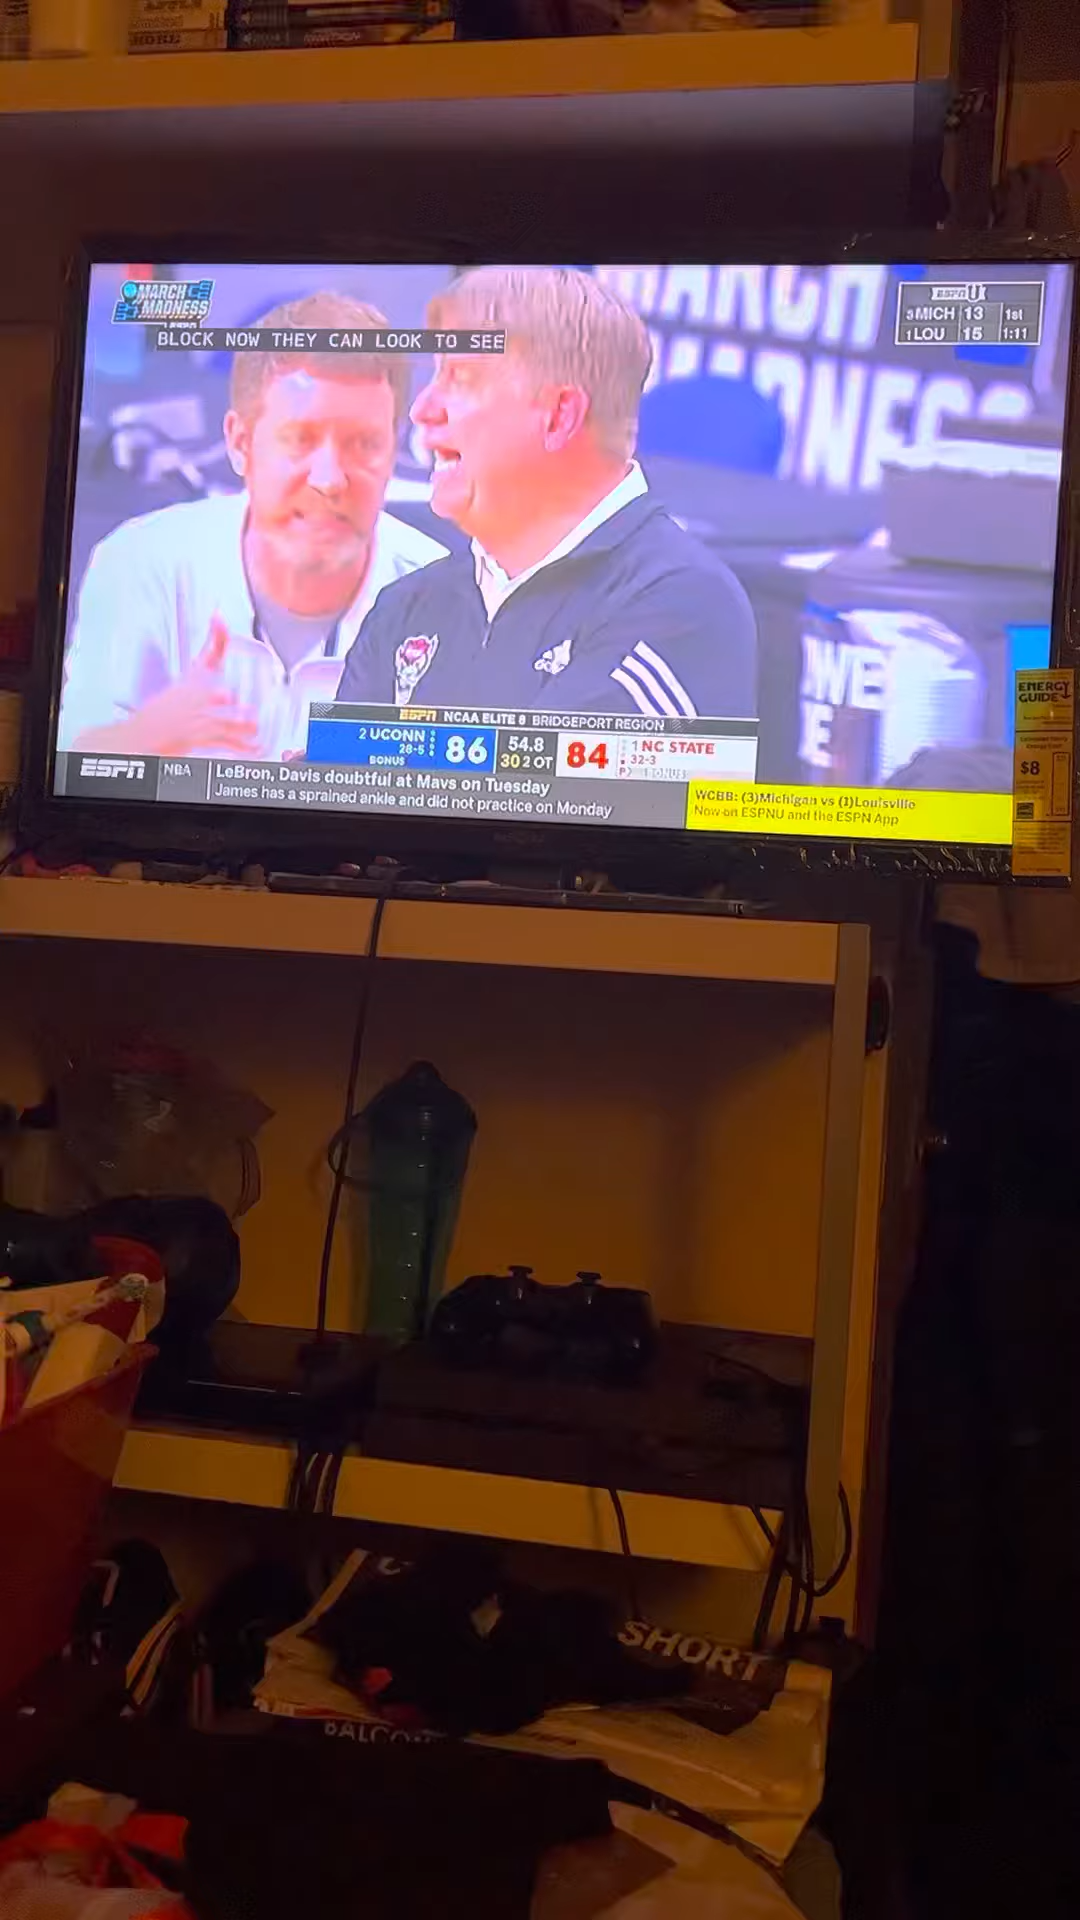 MARCH
MADNESS
BLOCK NOW THEY CAN LOOK TO SEE
ESPNU
3 MICH 13 1st
1 LOU 15 1:11
MARCH
MADNESS
ESPN NCAA ELITE 8 BRIDGEPORT REGION
2 UCONN 86 54.8 84 1 NC STATE
28-5 30 2 OT 32-3
BONUS BONUS
ESPN NBA LeBron, Davis doubtful at Mavs on Tuesday
James has a sprained ankle and did not practice on Monday
WCBB: (3)Michigan vs (1)Louisville
Now on ESPNU and the ESPN App
ENERGY
GUIDE
$8
SHORT